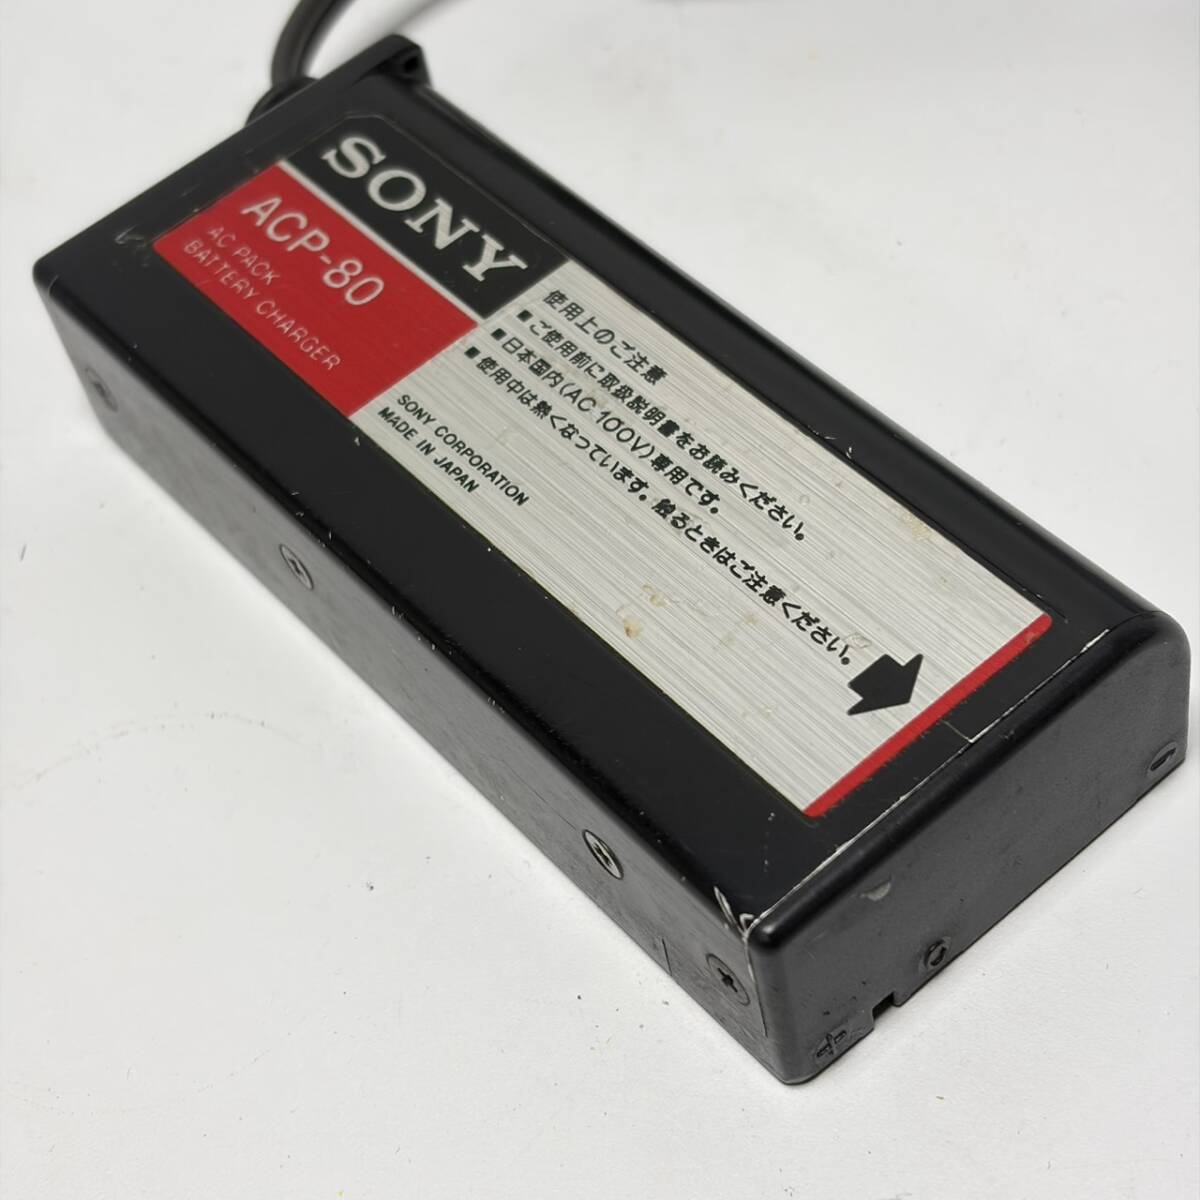 SONY
ACP-80
AC PACK
BATTERY CHARGER
使用上のご注意
■ご使用前に取扱説明書をお読みください。
■日本国内(AC 100V)専用です。
■使用中は熱くなっています。触るときはご注意ください。
SONY CORPORATION
MADE IN JAPAN